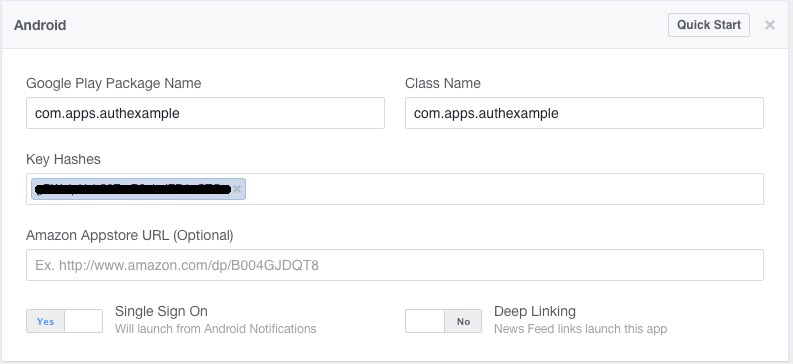 Android
Quick Start ×
Google Play Package Name
Class Name
com.apps.authexample
com.apps.authexample
Key Hashes
×
Amazon Appstore URL (Optional)
Ex. http://www.amazon.com/dp/B004GJDQT8
Yes
Single Sign On
Will launch from Android Notifications
No
Deep Linking
News Feed links launch this app